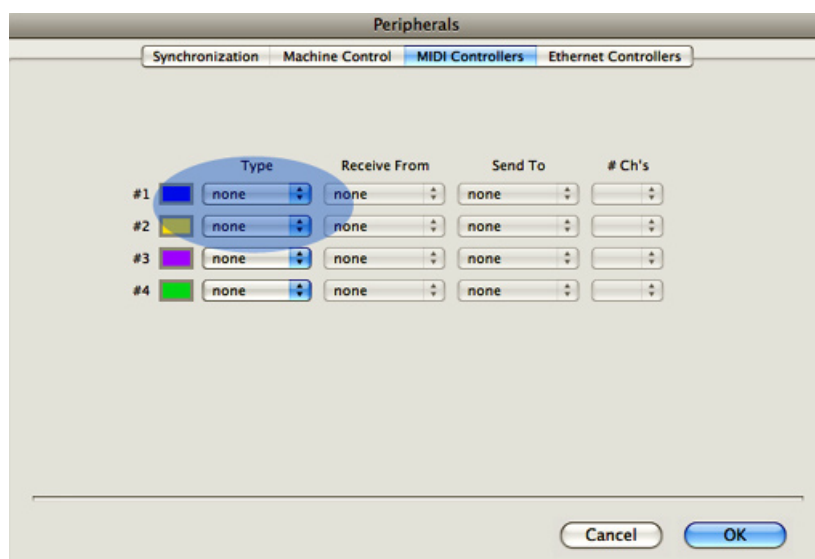 Peripherals
Synchronization Machine Control MIDI Controllers Ethernet Controllers
Type Receive From Send To # Ch's
#1 none none none
#2 none none none
#3 none none none
#4 none none none
Cancel OK